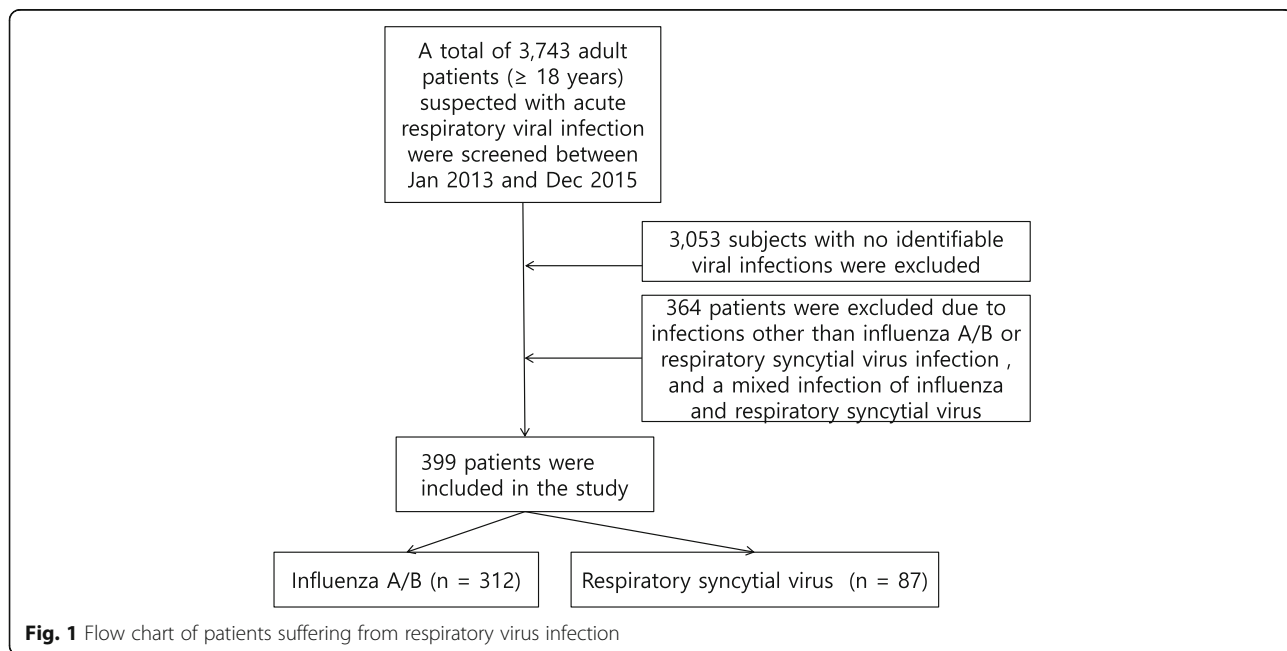 A total of 3,743 adult
patients (≥ 18 years)
suspected with acute
respiratory viral infection
were screened between
Jan 2013 and Dec 2015
3,053 subjects with no identifiable
viral infections were excluded
364 patients were excluded due to
infections other than influenza A/B or
respiratory syncytial virus infection ,
and a mixed infection of influenza
and respiratory syncytial virus
399 patients were
included in the study
Influenza A/B (n = 312)
Respiratory syncytial virus (n = 87)
Fig. 1 Flow chart of patients suffering from respiratory virus infection